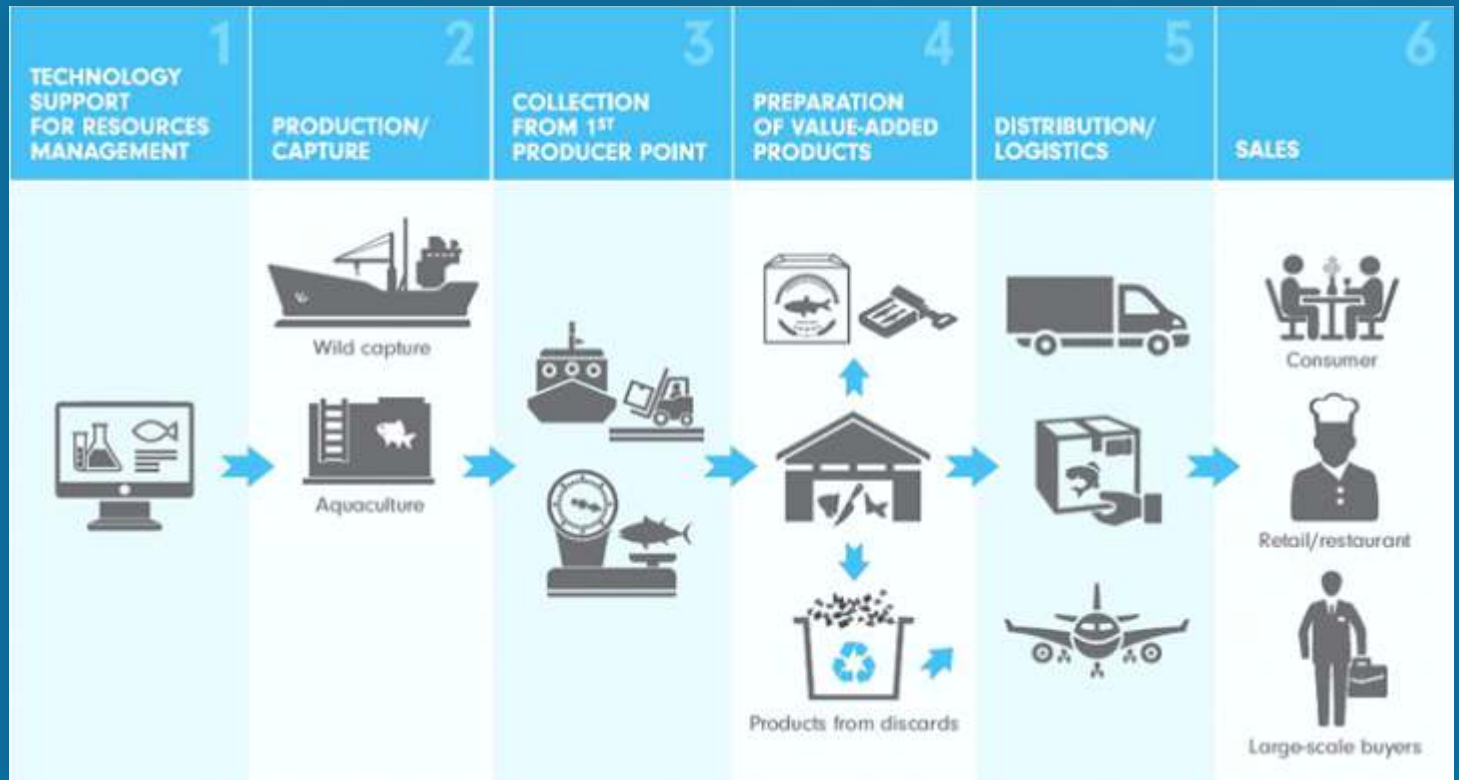 1
TECHNOLOGY
SUPPORT
FOR RESOURCES
MANAGEMENT
2
PRODUCTION/
CAPTURE
3
COLLECTION
FROM 1ST
PRODUCER POINT
4
PREPARATION
OF VALUE-ADDED
PRODUCTS
5
DISTRIBUTION/
LOGISTICS
6
SALES
Wild capture
Aquaculture
Products from discards
Consumer
Retail/restaurant
Large-scale buyers